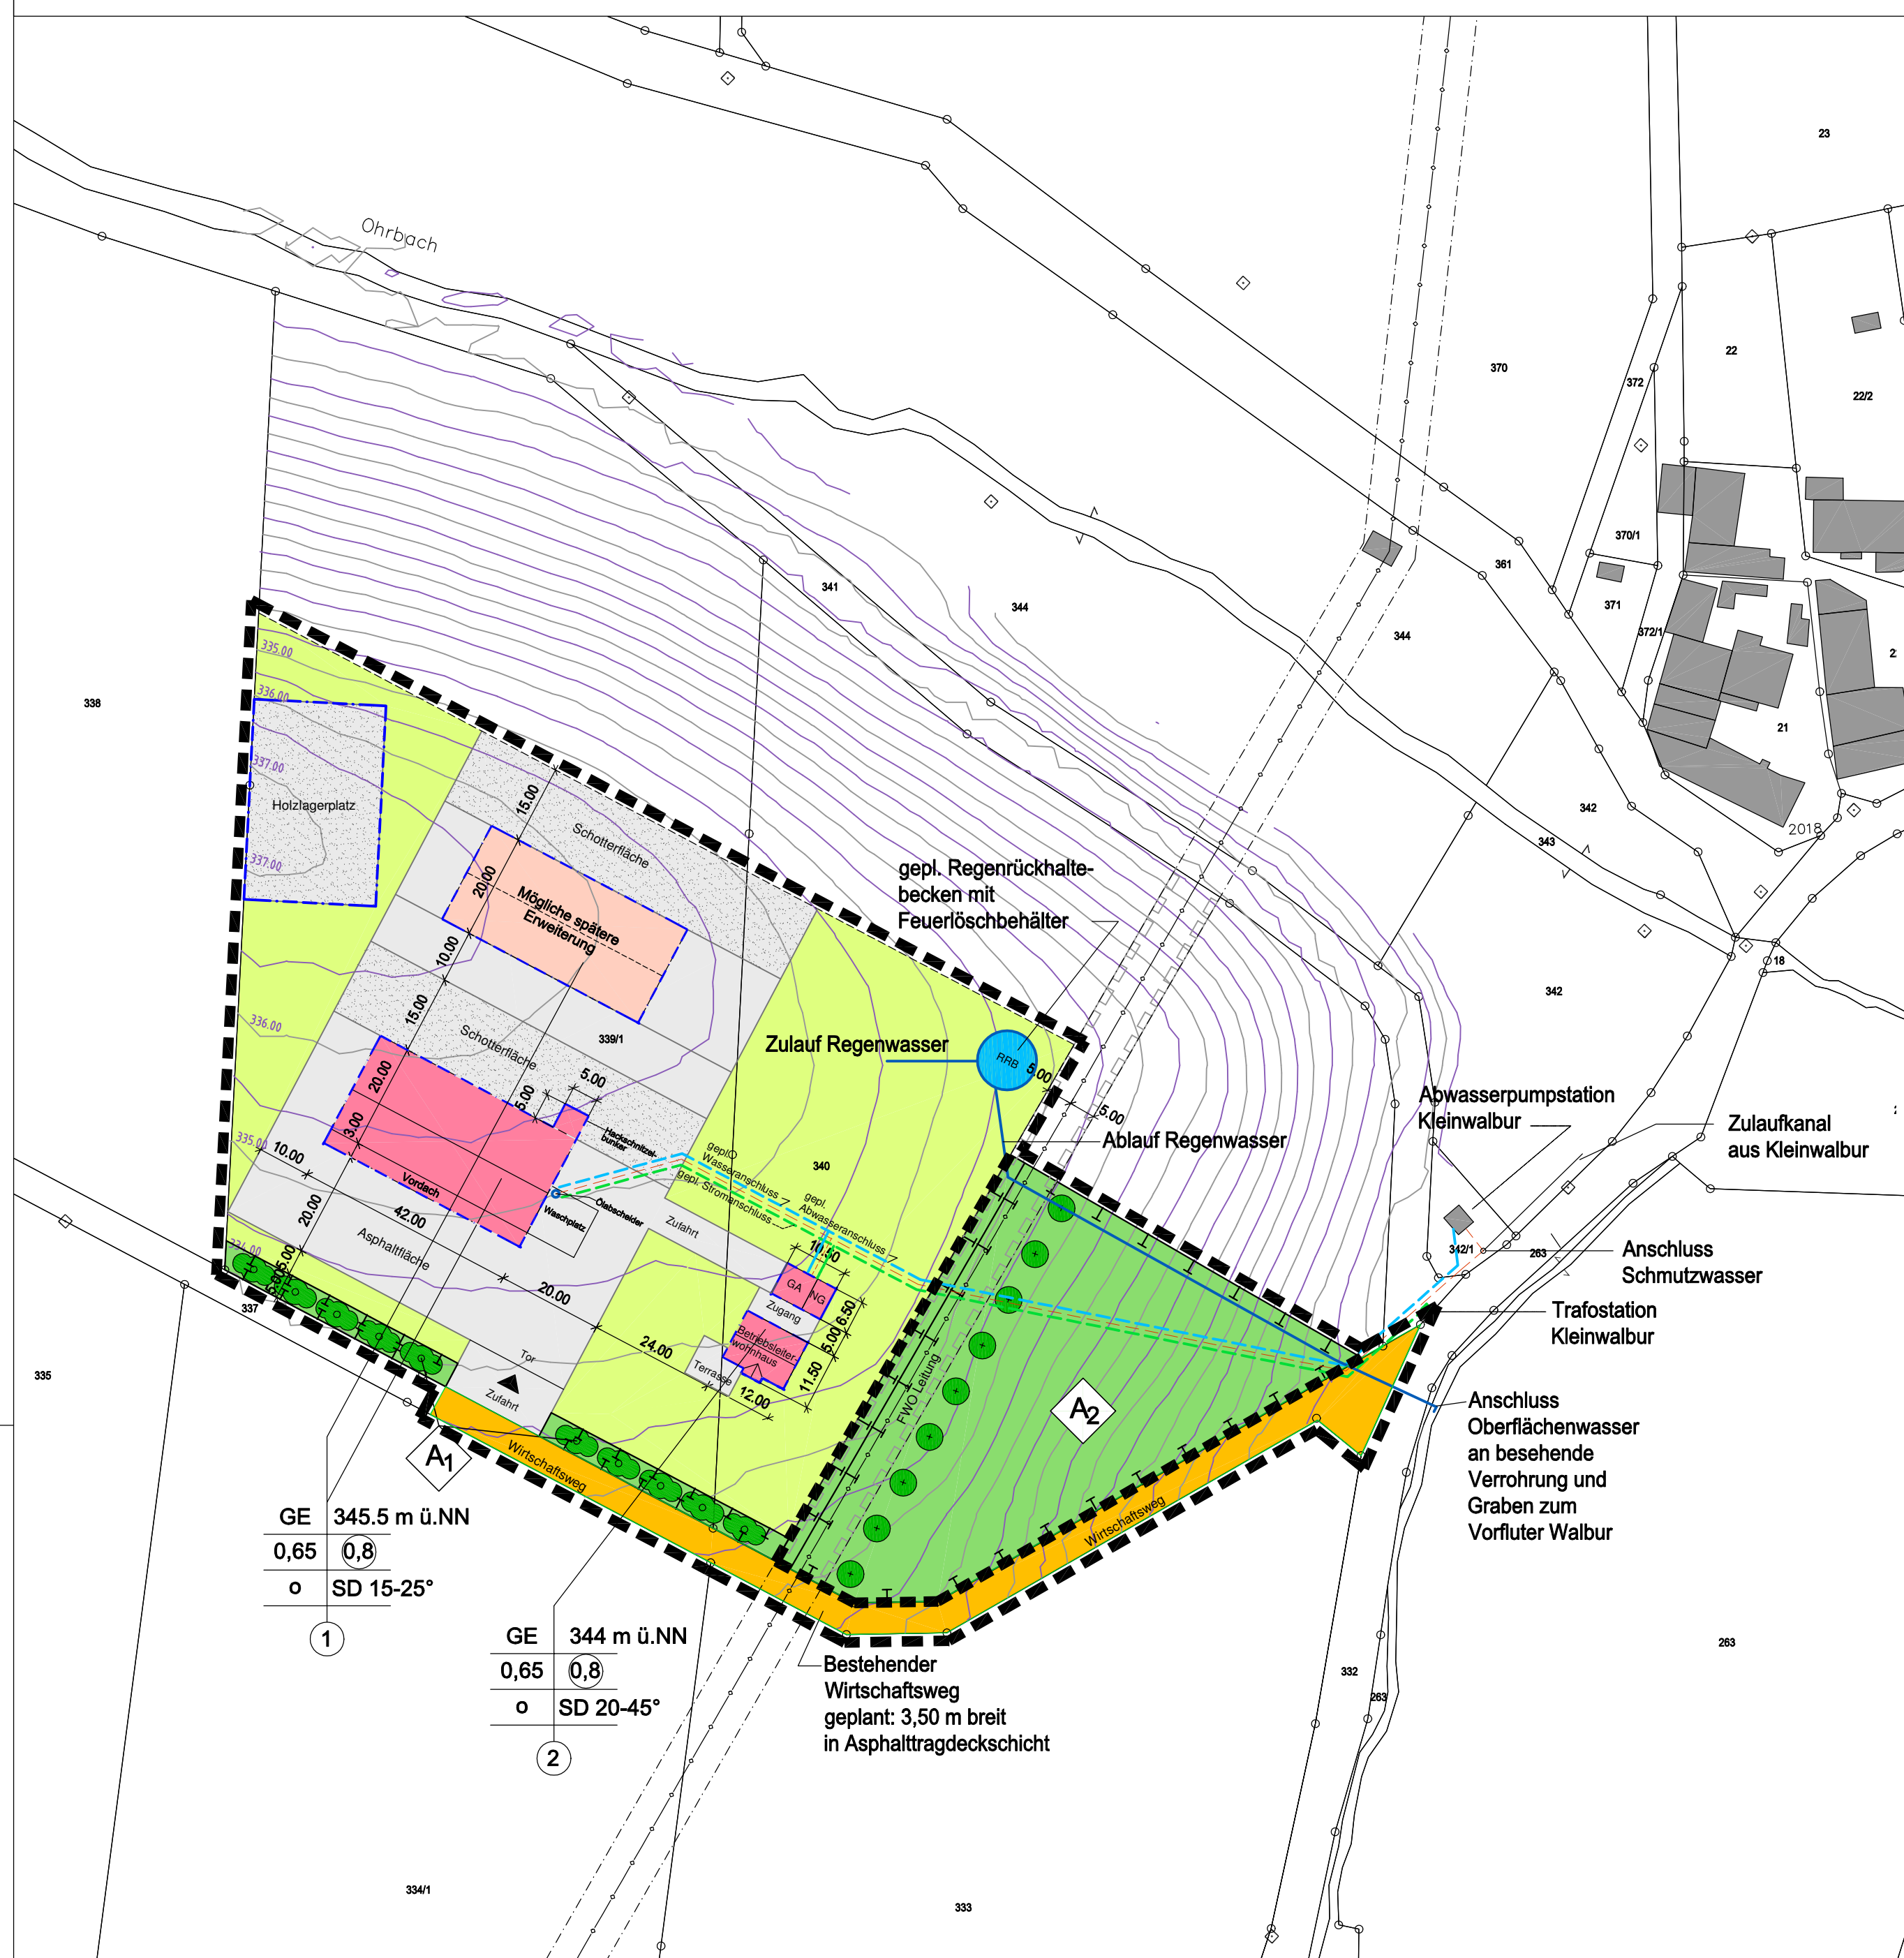 Ohrbach
23
22
22/2
370
372
370/1
361
371
372/1
341
344
344
21
338
342
2018
343
342
18
335.00
336.00
337.00
Holzlagerplatz
337.00
336.00
335.00
15.00
Schotterfläche
20.00
Mögliche spätere
Erweiterung
10.00
15.00
Schotterfläche
339/1
20.00
5.00
5.00
3.00
Hackschnitzel-
bunker
10.00
Vordach
42.00
20.00
Waschplatz
Ölabscheider
Asphaltfläche
Zufahrt
5.00
20.00
24.00
gepl. Regenrückhalte-
becken mit
Feuerlöschbehälter
Zulauf Regenwasser
RRB
5.00
5.00
Ablauf Regenwasser
340
gepl.
Wasseranschluss
gepl. Stromanschluss
gepl.
Abwasseranschluss
10.50
GA
NG
6.50
Zugang
5.00
Betriebsleiter-
wohnhaus
11.50
Terrasse
12.00
FWO Leitung
A2
Abwasserpumpstation
Kleinwalbur
Zulaufkanal
aus Kleinwalbur
342/1
263
Anschluss
Schmutzwasser
Trafostation
Kleinwalbur
Anschluss
Oberflächenwasser
an besehende
Verrohrung und
Graben zum
Vorfluter Walbur
337
335
Tor
Zufahrt
A1
Wirtschaftsweg
Wirtschaftsweg
GE 345.5 m ü.NN
0,65 0,8
o SD 15-25°
1
GE 344 m ü.NN
0,65 0,8
o SD 20-45°
2
Bestehender
Wirtschaftsweg
geplant: 3,50 m breit
in Asphalttragdeckschicht
332
263
263
334/1
333